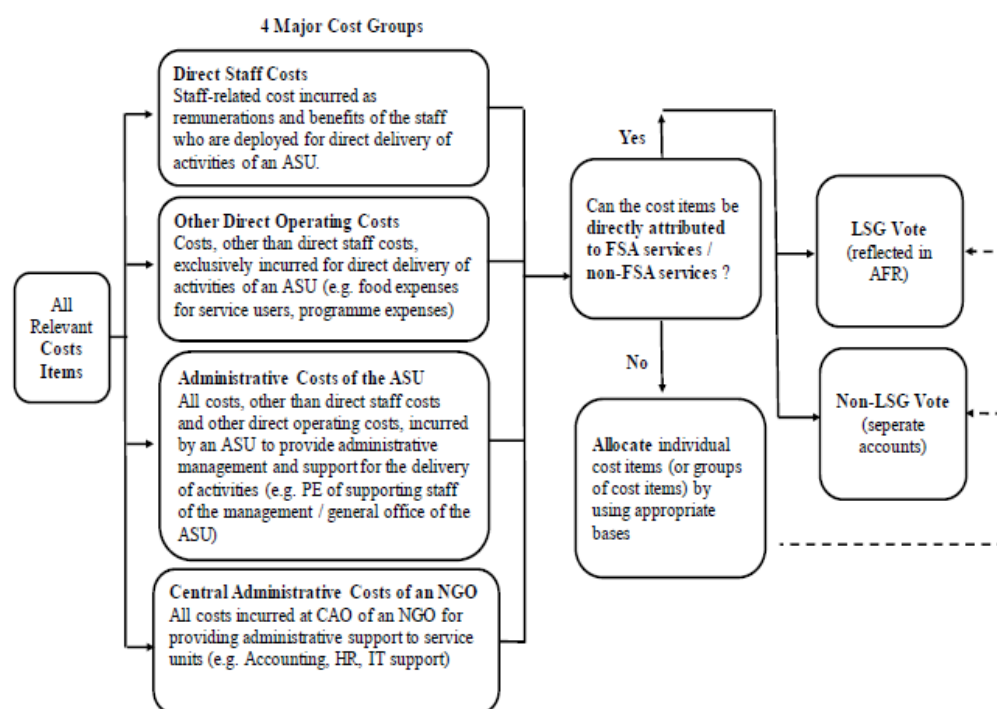 4 Major Cost Groups
All
Relevant
Costs
Items
Direct Staff Costs
Staff-related cost incurred as
remunerations and benefits of the staff
who are deployed for direct delivery of
activities of an ASU.
Other Direct Operating Costs
Costs, other than direct staff costs,
exclusively incurred for direct delivery of
activities of an ASU (e.g. food expenses
for service users, programme expenses)
Administrative Costs of the ASU
All costs, other than direct staff costs
and other direct operating costs, incurred
by an ASU to provide administrative
management and support for the delivery
of activities (e.g. PE of supporting staff
of the management / general office of the
ASU)
Central Administrative Costs of an NGO
All costs incurred at CAO of an NGO for
providing administrative support to service
units (e.g. Accounting, HR, IT support)
Yes
Can the cost items be
directly attributed
to FSA services /
non-FSA services ?
No
Allocate individual
cost items (or groups
of cost items) by
using appropriate
bases
LSG Vote
(reflected in
AFR)
Non-LSG Vote
(seperate
accounts)